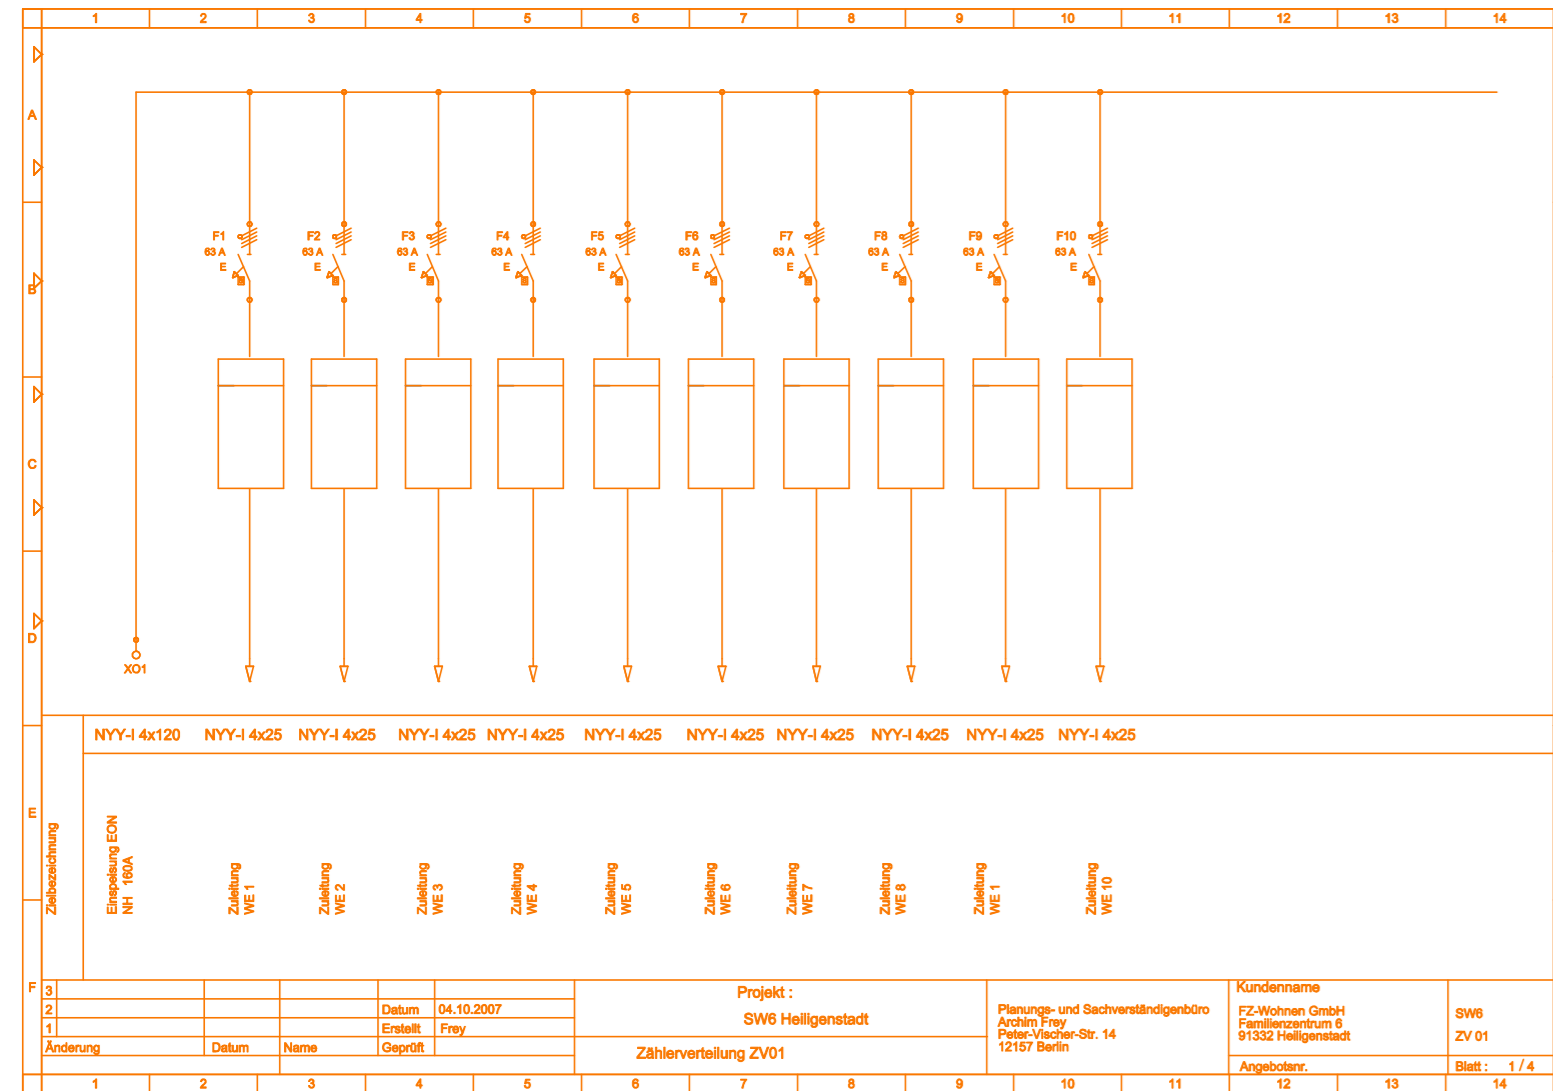 1 2 3 4 5 6 7 8 9 10 11 12 13 14
A
F1 F2 F3 F4 F5 F6 F7 F8 F9 F10
63 A 63 A 63 A 63 A 63 A 63 A 63 A 63 A 63 A 63 A
E E E E E E E E E E
B
C
D
XO1
NYY-I 4x120 NYY-I 4x25 NYY-I 4x25 NYY-I 4x25 NYY-I 4x25 NYY-I 4x25 NYY-I 4x25 NYY-I 4x25 NYY-I 4x25 NYY-I 4x25 NYY-I 4x25
E
Zielbezeichnung
Einspeisung EON
NH 160A
Zuleitung
WE 1
Zuleitung
WE 2
Zuleitung
WE 3
Zuleitung
WE 4
Zuleitung
WE 5
Zuleitung
WE 6
Zuleitung
WE 7
Zuleitung
WE 8
Zuleitung
WE 1
Zuleitung
WE 10
F
3
2 Datum 04.10.2007
1 Erstellt Frey
Änderung Datum Name Geprüft
Projekt :
SW6 Heiligenstadt
Zählerverteilung ZV01
Planungs- und Sachverständigenbüro
Archim Frey
Peter-Vischer-Str. 14
12157 Berlin
Kundenname
FZ-Wohnen GmbH
Familienzentrum 6
91332 Heiligenstadt
Angebotsnr.
SW6
ZV 01
Blatt : 1 / 4
1 2 3 4 5 6 7 8 9 10 11 12 13 14